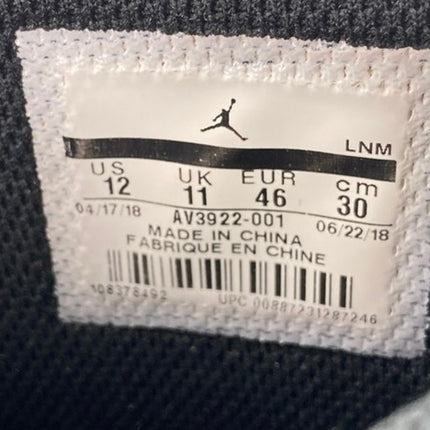 LNM
US UK EUR cm
12 11 46 30
04/17/18 AV3922-001 06/22/18
MADE IN CHINA
FABRIQUE EN CHINE
108378492 UPC 00887231287246